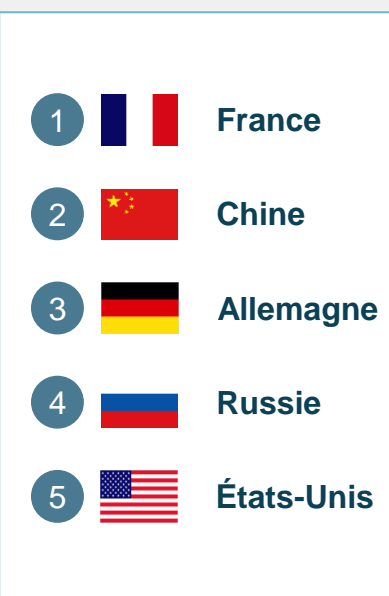 1 France
2 Chine
3 Allemagne
4 Russie
5 États-Unis